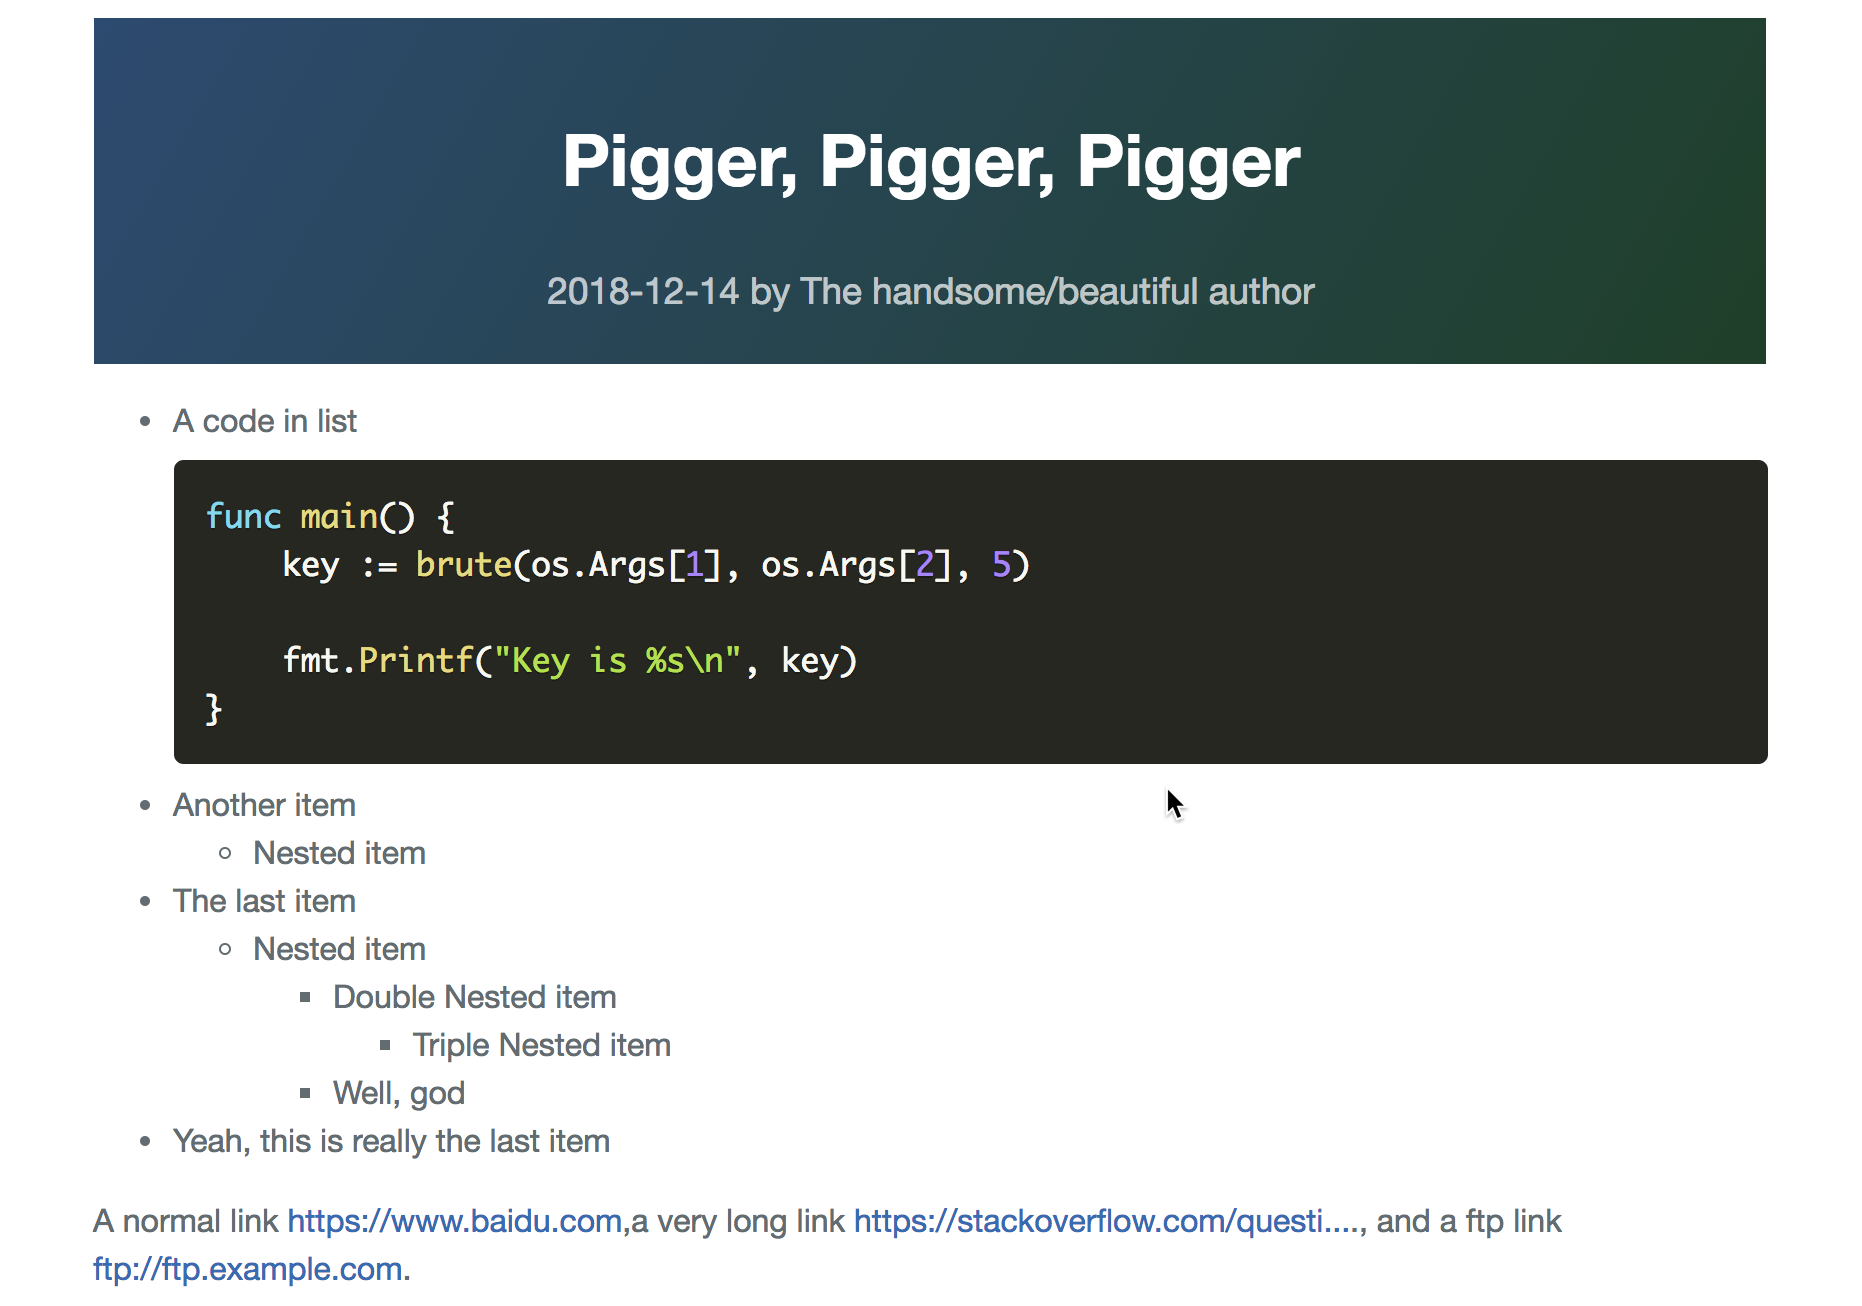 Pigger, Pigger, Pigger
2018-12-14 by The handsome/beautiful author
A code in list
func main() {
    key := brute(os.Args[1], os.Args[2], 5)
    fmt.Printf("Key is %s\n", key)
}
Another item
Nested item
The last item
Nested item
Double Nested item
Triple Nested item
Well, god
Yeah, this is really the last item
A normal link https://www.baidu.com,a very long link https://stackoverflow.com/questi...., and a ftp link
ftp://ftp.example.com.